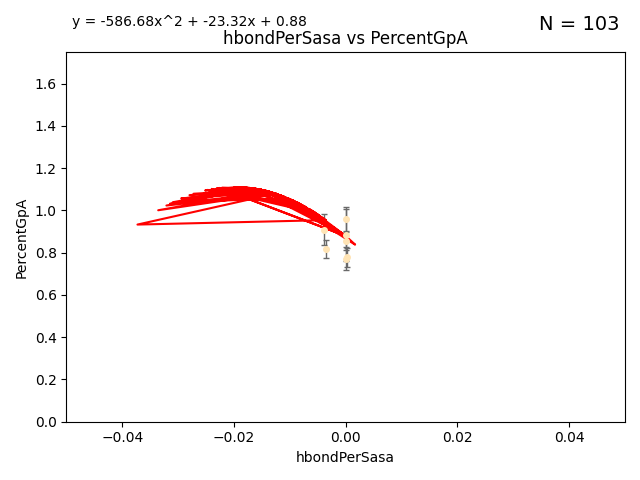 y = -586.68x^2 + -23.32x + 0.88
N = 103
hbondPerSasa vs PercentGpA
1.6
1.4
1.2
1.0
0.8
0.6
0.4
0.2
0.0
PercentGpA
−0.04
−0.02
0.00
0.02
0.04
hbondPerSasa